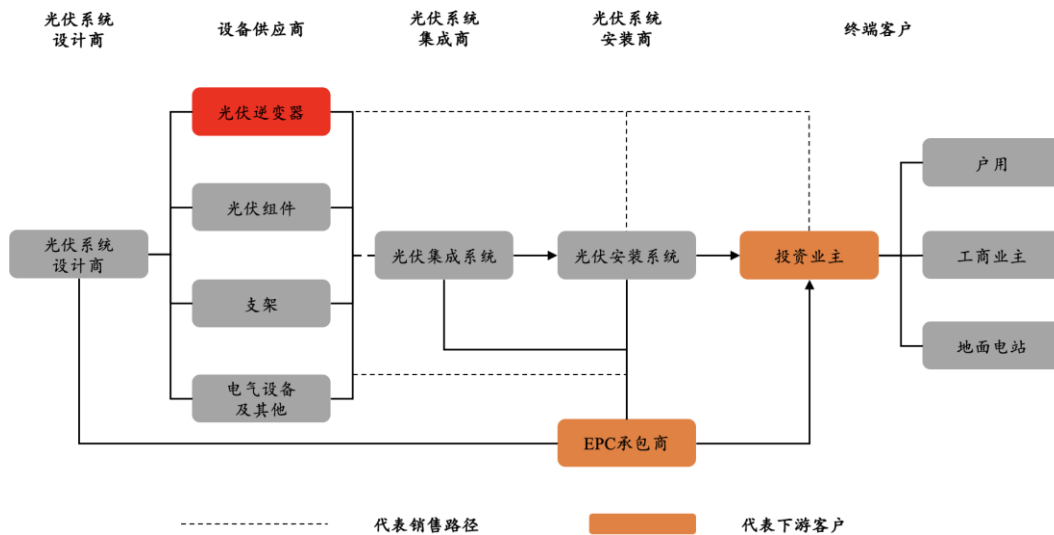 光伏系统
设计商
设备供应商
光伏系统
集成商
光伏系统
安装商
终端客户
光伏逆变器
户用
光伏组件
光伏系统
设计商
光伏集成系统
光伏安装系统
投资业主
工商业主
支架
地面电站
电气设备
及其他
EPC承包商
代表销售路径
代表下游客户